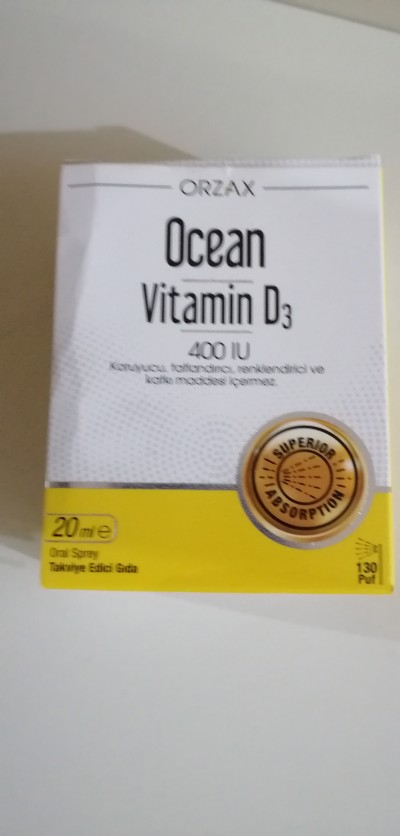 ORZAX
Ocean
Vitamin D3
400 IU
Koruyucu, tatlandırıcı, renklendirici ve
katkı maddesi içermez.
SUPERIOR
ABSORPTION
20 ml e
Oral Sprey
Takviye Edici Gıda
130
Puf